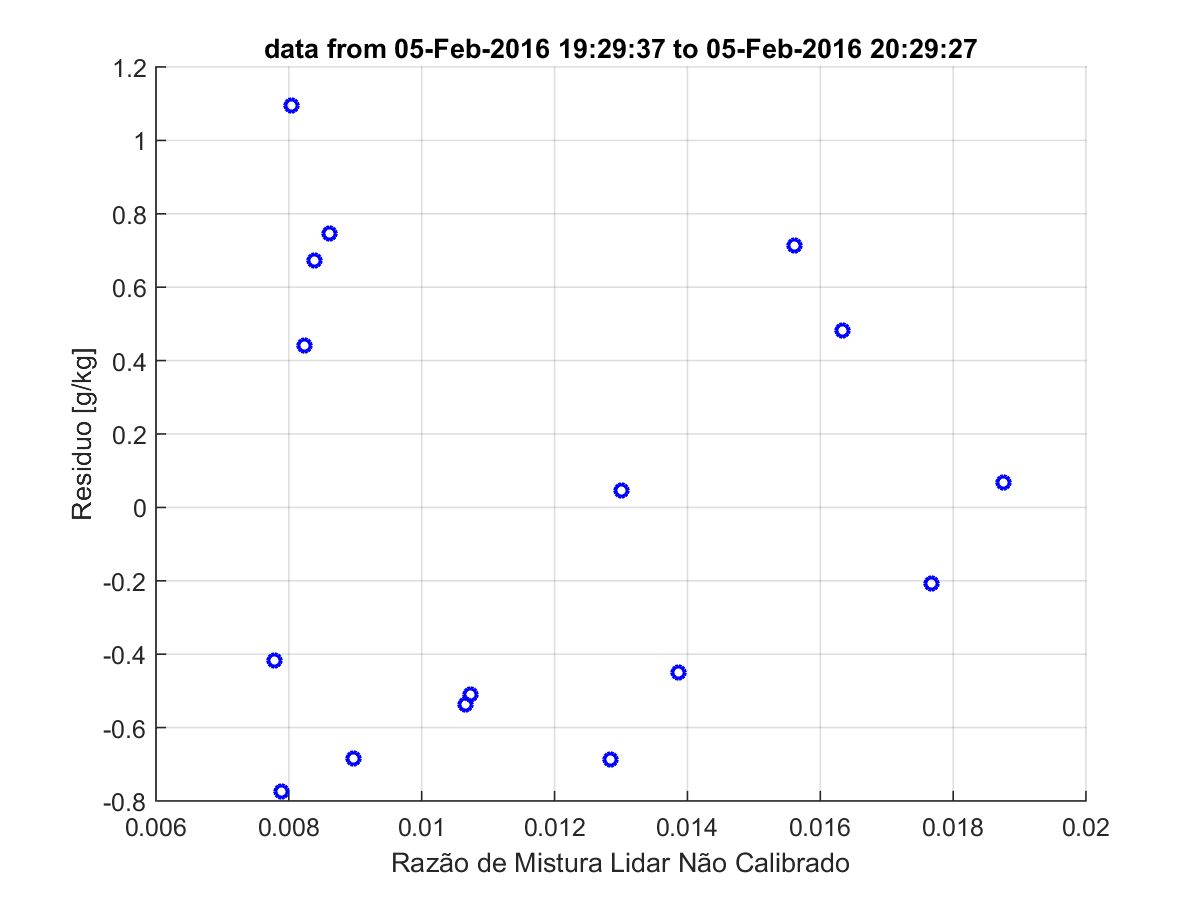 data from 05-Feb-2016 19:29:37 to 05-Feb-2016 20:29:27
1.2
1
0.8
0.6
0.4
0.2
0
-0.2
-0.4
-0.6
-0.8
Residuo [g/kg]
0.006 0.008 0.01 0.012 0.014 0.016 0.018 0.02
Razão de Mistura Lidar Não Calibrado